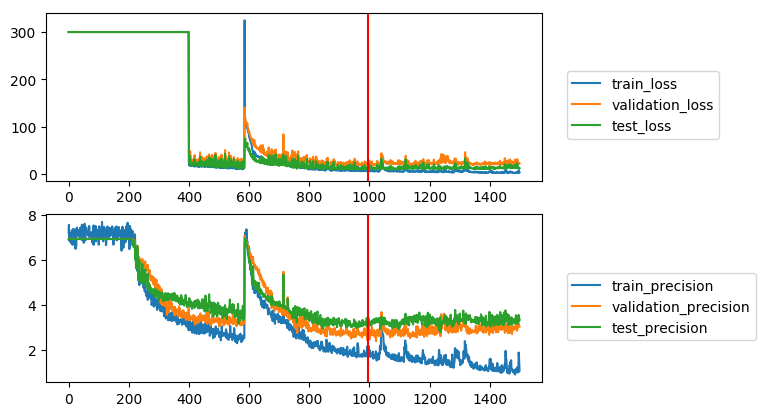 300
200
100
0
0 200 400 600 800 1000 1200 1400
train_loss
validation_loss
test_loss
8
6
4
2
0 200 400 600 800 1000 1200 1400
train_precision
validation_precision
test_precision